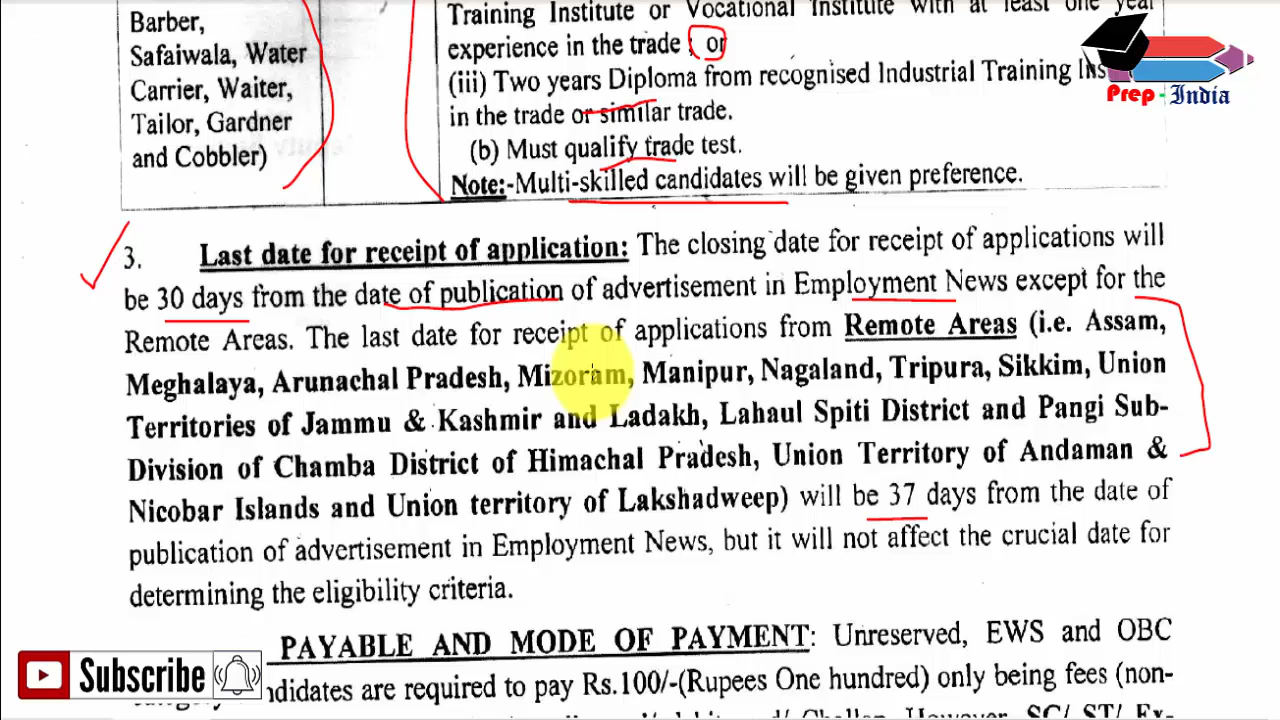 Barber,
Safaiwala, Water
Carrier, Waiter,
Tailor, Gardner
and Cobbler)
Training Institute or Vocational Institute with at least one year
experience in the trade ; or
(iii) Two years Diploma from recognised Industrial Training Ins
in the trade or similar trade.
(b) Must qualify trade test.
Note:-Multi-skilled candidates will be given preference.
Prep-India
3. Last date for receipt of application: The closing date for receipt of applications will
be 30 days from the date of publication of advertisement in Employment News except for the
Remote Areas. The last date for receipt of applications from Remote Areas (i.e. Assam,
Meghalaya, Arunachal Pradesh, Mizoram, Manipur, Nagaland, Tripura, Sikkim, Union
Territories of Jammu & Kashmir and Ladakh, Lahaul Spiti District and Pangi Sub-
Division of Chamba District of Himachal Pradesh, Union Territory of Andaman &
Nicobar Islands and Union territory of Lakshadweep) will be 37 days from the date of
publication of advertisement in Employment News, but it will not affect the crucial date for
determining the eligibility criteria.
PAYABLE AND MODE OF PAYMENT: Unreserved, EWS and OBC
ndidates are required to pay Rs.100/-(Rupees One hundred) only being fees (non-
Challan. However, SC/ ST/ Ex-
Subscribe